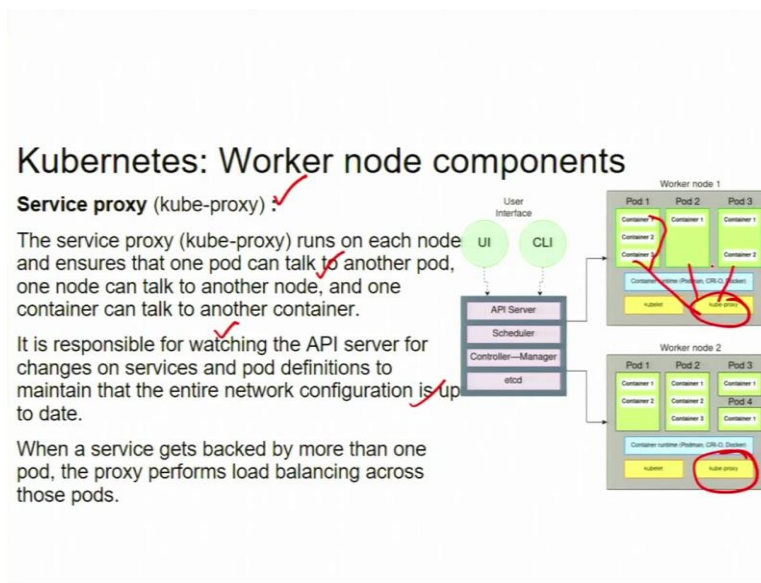 Kubernetes: Worker node components
Service proxy (kube-proxy) :
The service proxy (kube-proxy) runs on each node
and ensures that one pod can talk to another pod,
one node can talk to another node, and one
container can talk to another container.
It is responsible for watching the API server for
changes on services and pod definitions to
maintain that the entire network configuration is up
to date.
When a service gets backed by more than one
pod, the proxy performs load balancing across
those pods.
User
Interface
UI
CLI
API Server
Scheduler
Controller—Manager
etcd
Worker node 1
Pod 1
Pod 2
Pod 3
Container 1
Container 1
Container 1
Container 2
Container 3
Container 2
Container runtime (Podman, CRI-O, Docker)
kubelet
kube-proxy
Worker node 2
Pod 1
Pod 2
Pod 3
Container 1
Container 1
Container 1
Container 2
Container 2
Pod 4
Container 3
Container 1
Container runtime (Podman, CRI-O, Docker)
kubelet
kube-proxy